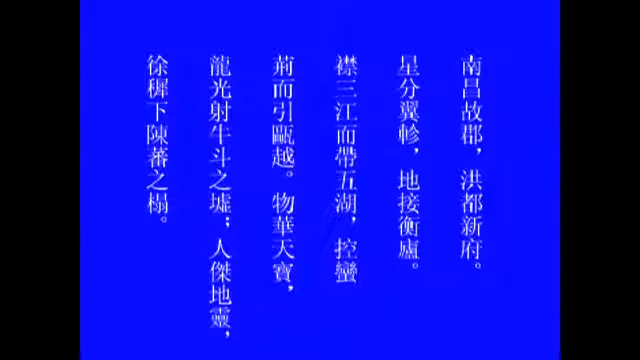 南昌故郡，洪都新府。
星分翼軫，地接衡廬。
襟三江而帶五湖，控蠻
荊而引甌越。物華天寶，
龍光射牛斗之墟；人傑地靈，
徐穉下陳蕃之榻。